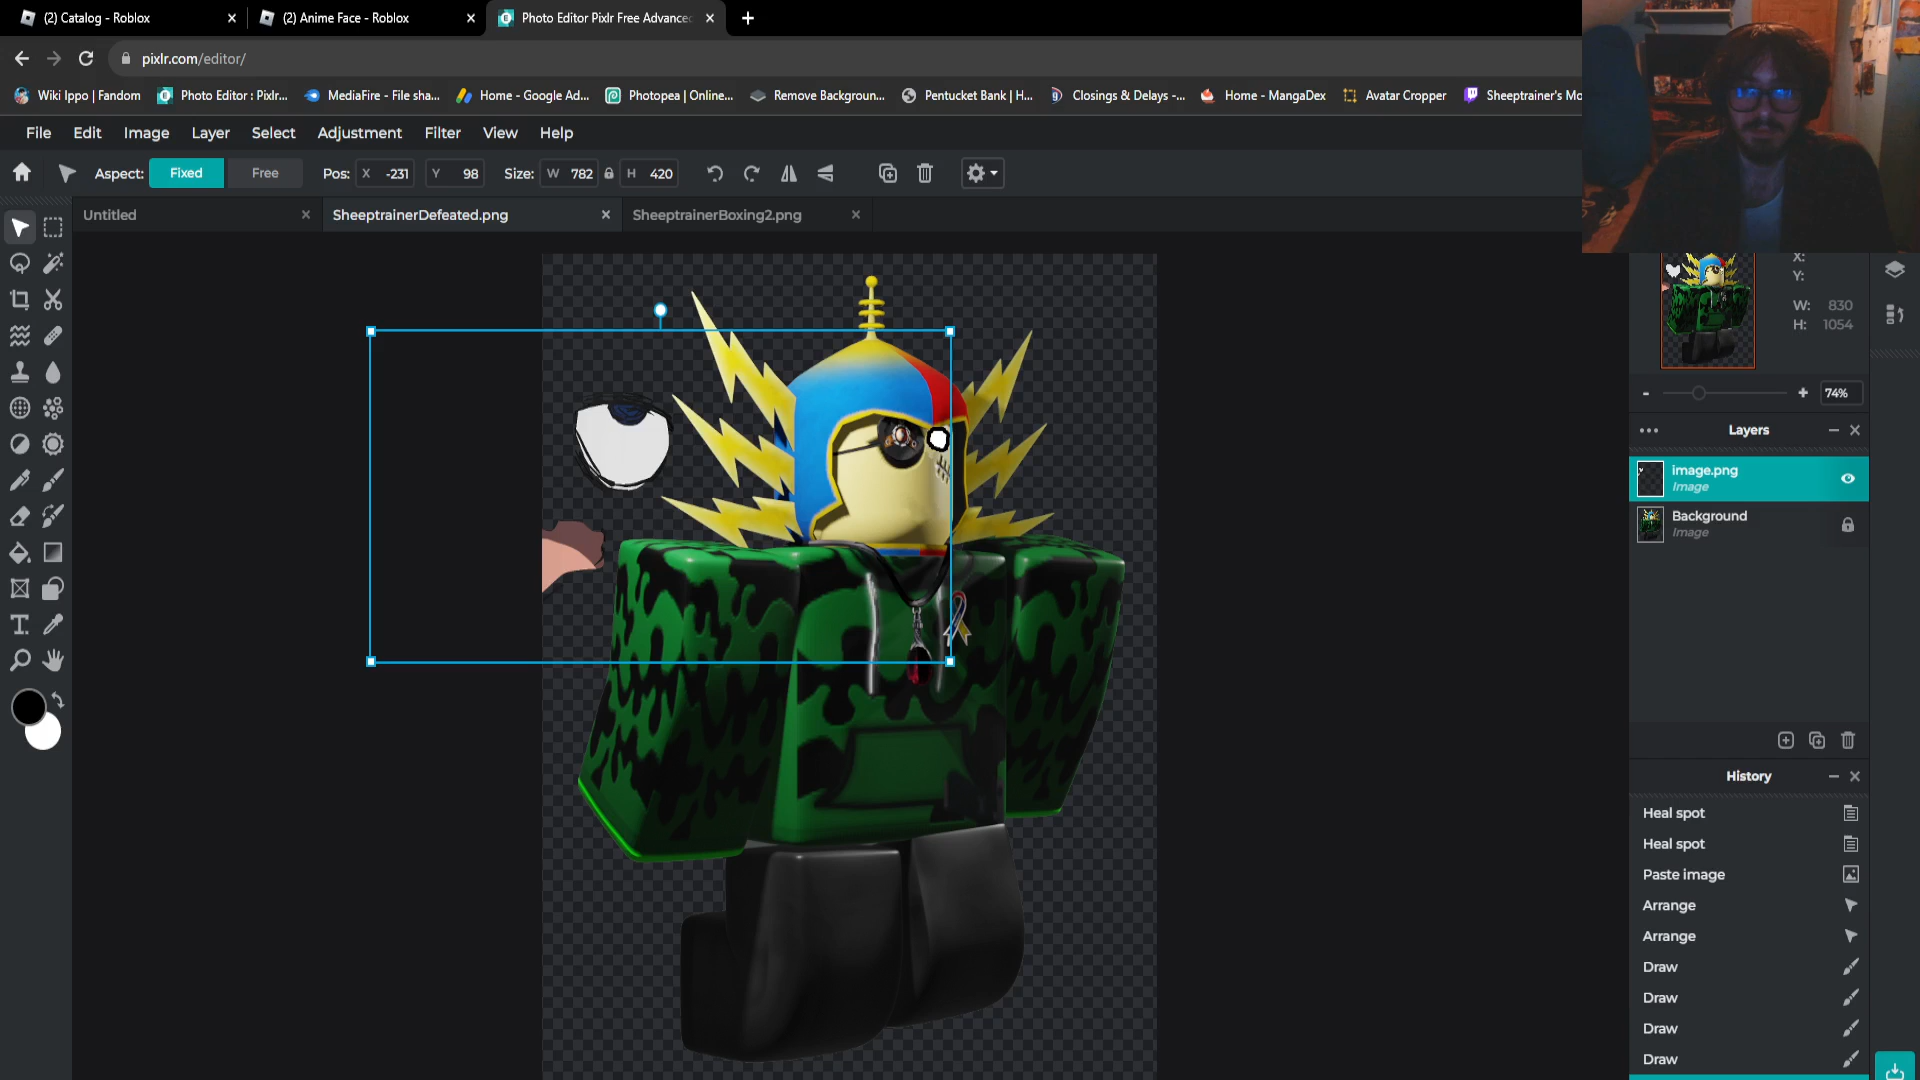 (2) Catalog - Roblox
(2) Anime Face - Roblox
Photo Editor Pixlr Free Advanced
pixlr.com/editor/
Wiki Ippo | Fandom
Photo Editor : Pixlr...
MediaFire - File sha...
Home - Google Ad...
Photopea | Online...
Remove Backgroun...
Pentucket Bank | H...
Closings & Delays -...
Home - MangaDex
Avatar Cropper
Sheeptrainer's Mo
File Edit Image Layer Select Adjustment Filter View Help
Aspect: Fixed Free Pos: X -231 Y 98 Size: W 782 H 420
Untitled
SheeptrainerDefeated.png
SheeptrainerBoxing2.png
X:
Y:
W: 830
H: 1054
74%
Layers
image.png
Image
Background
Image
History
Heal spot
Heal spot
Paste image
Arrange
Arrange
Draw
Draw
Draw
Draw